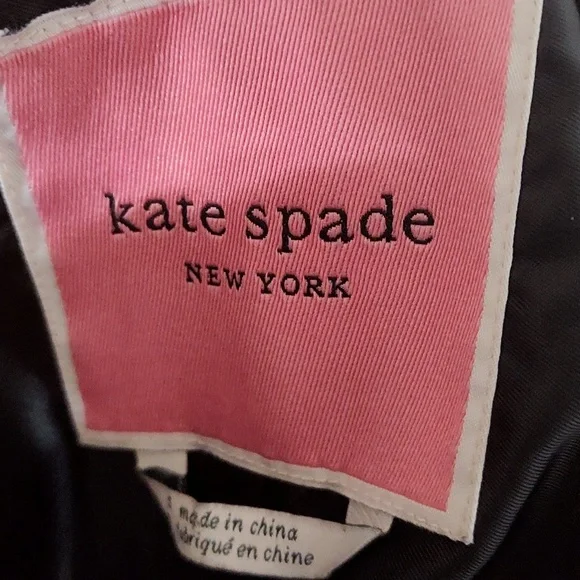 kate spade
NEW YORK
made in china
fabriqué en chine